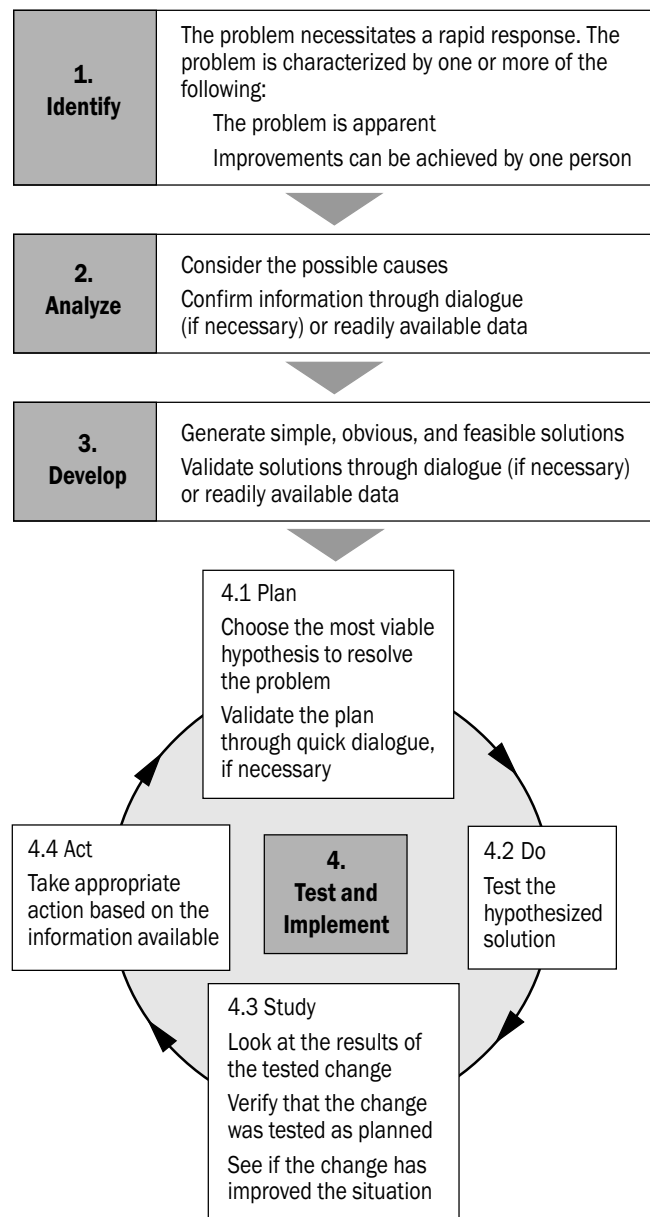 1.
Identify
The problem necessitates a rapid response. The
problem is characterized by one or more of the
following:
The problem is apparent
Improvements can be achieved by one person
2.
Analyze
Consider the possible causes
Confirm information through dialogue
(if necessary) or readily available data
3.
Develop
Generate simple, obvious, and feasible solutions
Validate solutions through dialogue (if necessary)
or readily available data
4.1 Plan
Choose the most viable
hypothesis to resolve
the problem
Validate the plan
through quick dialogue,
if necessary
4.4 Act
Take appropriate
action based on the
information available
4.
Test and
Implement
4.2 Do
Test the
hypothesized
solution
4.3 Study
Look at the results of
the tested change
Verify that the change
was tested as planned
See if the change has
improved the situation